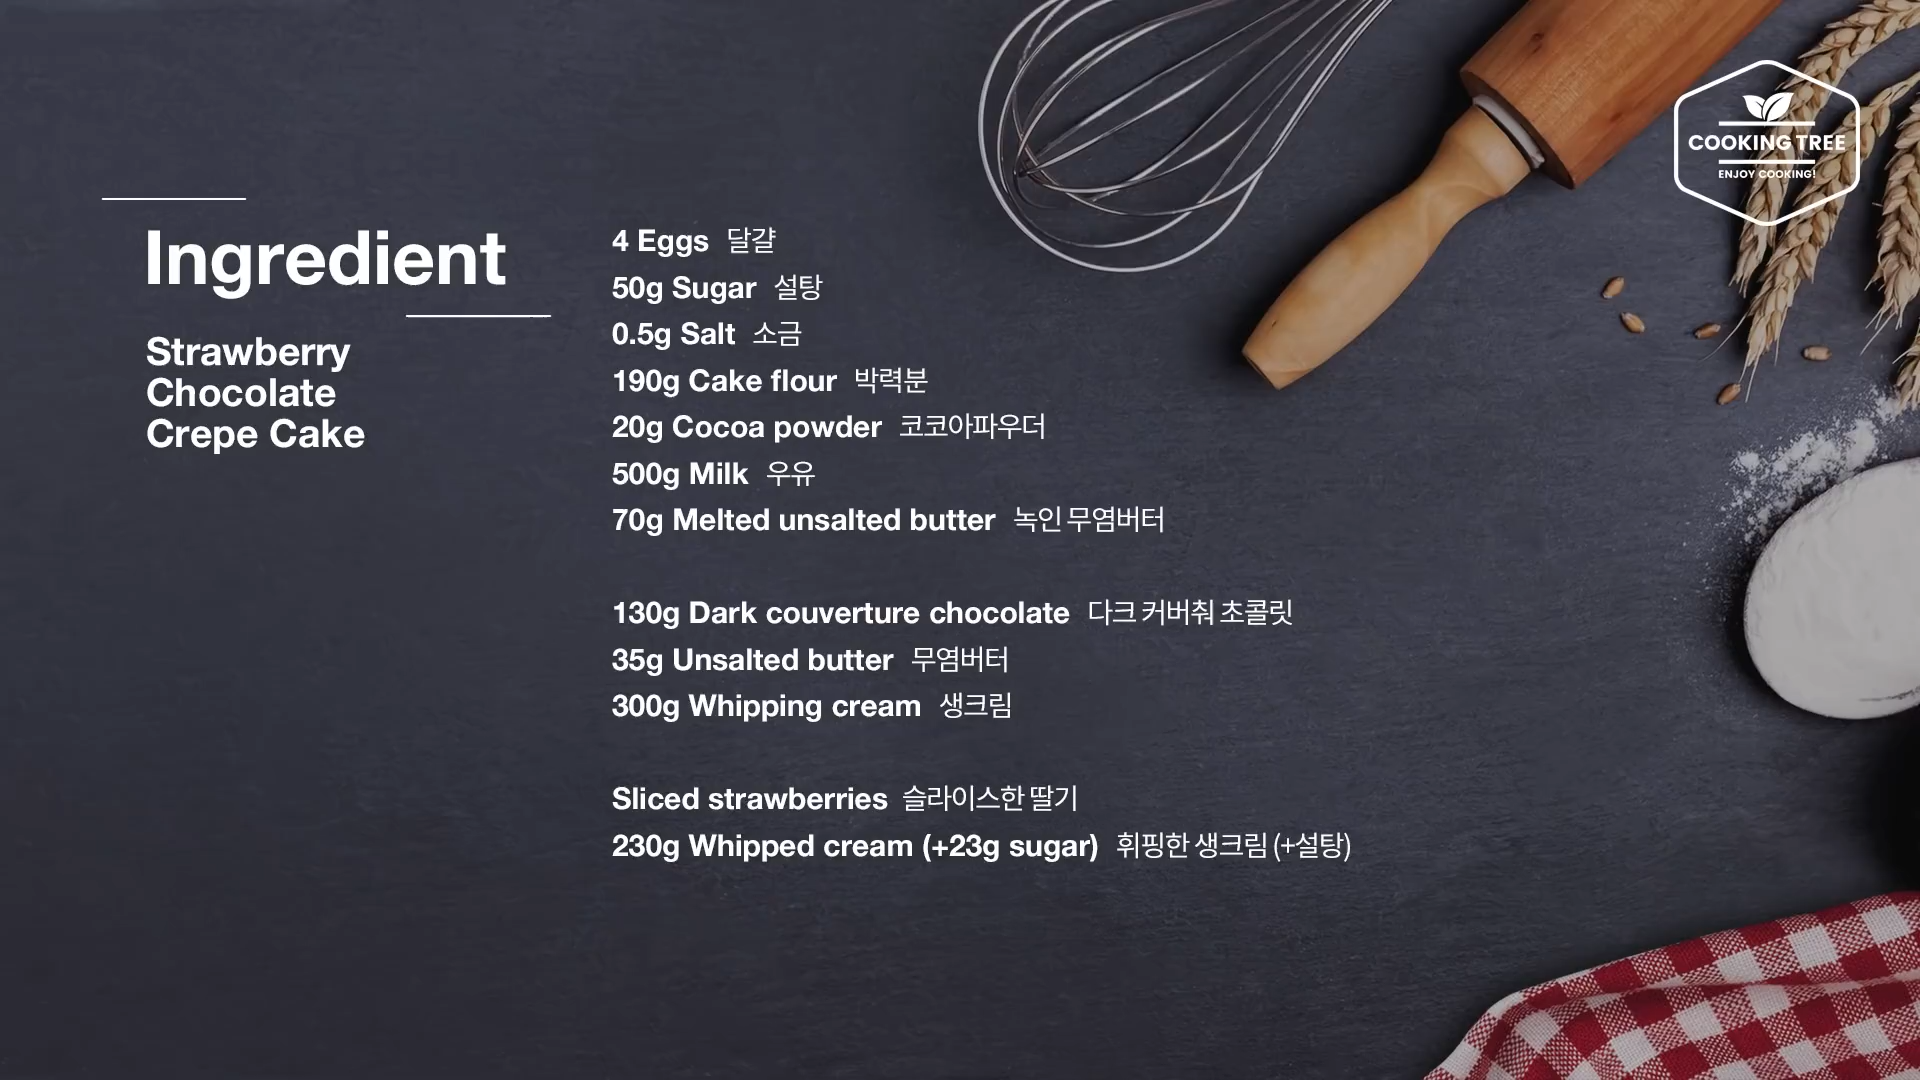 COOKING TREE
ENJOY COOKING!
Ingredient
Strawberry
Chocolate
Crepe Cake
4 Eggs 달걀
50g Sugar 설탕
0.5g Salt 소금
190g Cake flour 박력분
20g Cocoa powder 코코아파우더
500g Milk 우유
70g Melted unsalted butter 녹인 무염버터
130g Dark couverture chocolate 다크 커버춰 초콜릿
35g Unsalted butter 무염버터
300g Whipping cream 생크림
Sliced strawberries 슬라이스한 딸기
230g Whipped cream (+23g sugar) 휘핑한 생크림 (+설탕)